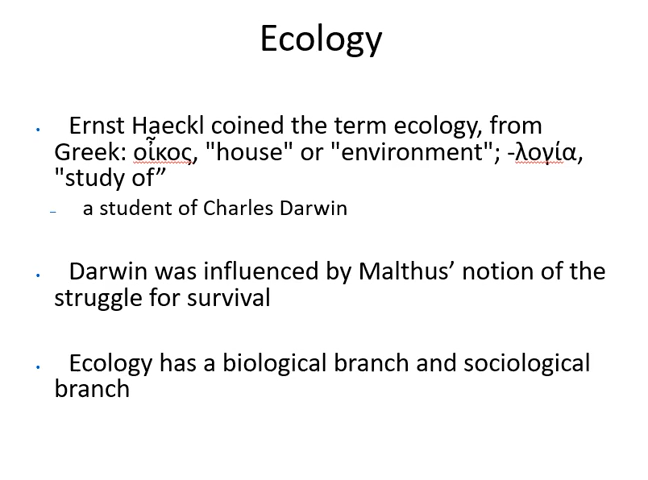 Ecology
Ernst Haeckl coined the term ecology, from
Greek: οἶκος, "house" or "environment"; -λογία,
"study of”
a student of Charles Darwin
Darwin was influenced by Malthus’ notion of the
struggle for survival
Ecology has a biological branch and sociological
branch